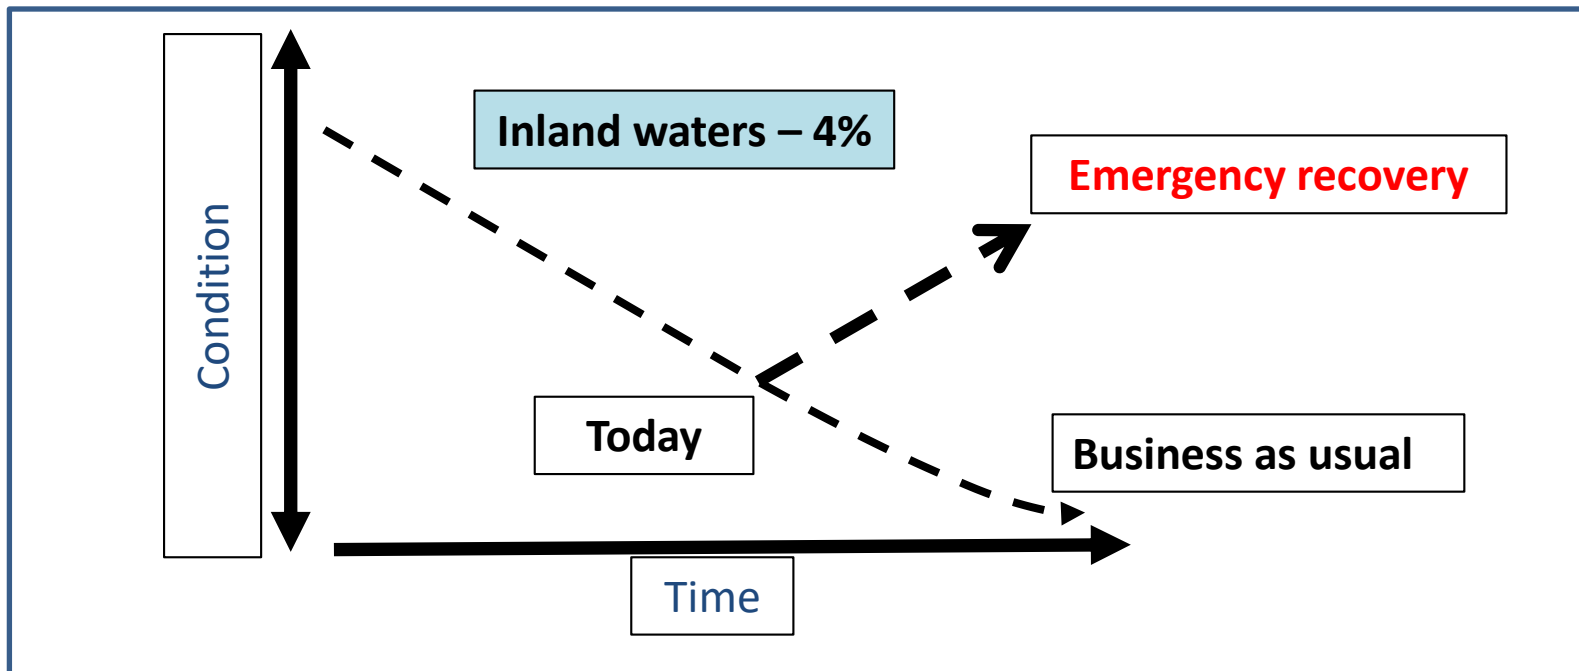 Condition
Inland waters – 4%
Emergency recovery
Today
Business as usual
Time